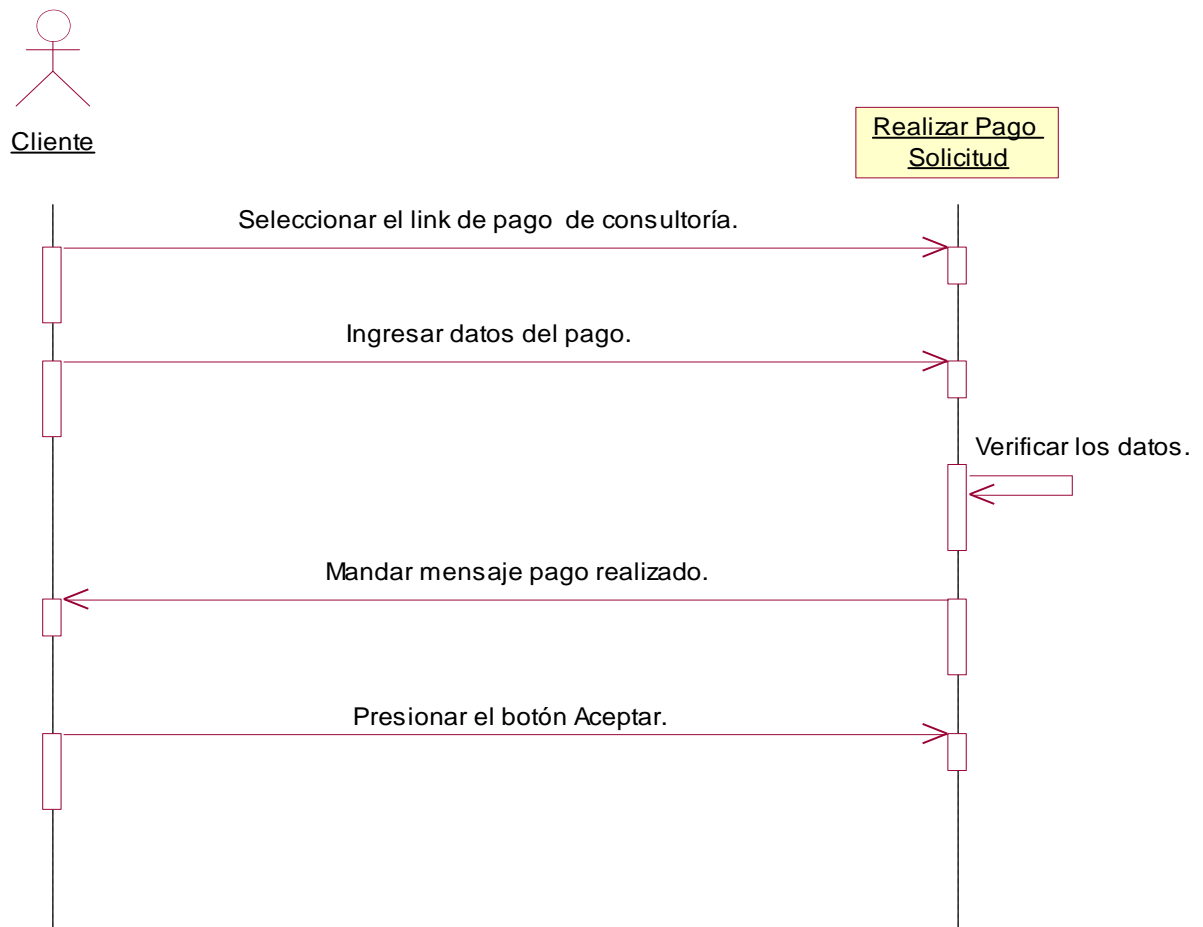 Cliente
Realizar Pago
Solicitud
Seleccionar el link de pago  de consultoría.
Ingresar datos del pago.
Verificar los datos.
Mandar mensaje pago realizado.
Presionar el botón Aceptar.